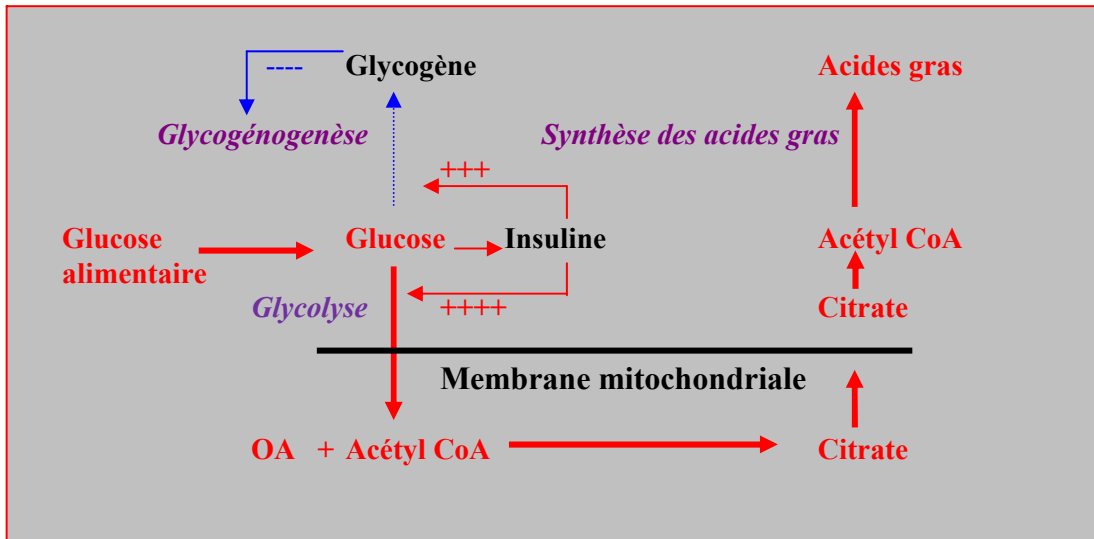 ---- Glycogène Acides gras
Glycogénogenèse Synthèse des acides gras
+++
Glucose alimentaire Glucose Insuline Acétyl CoA
Glycolyse ++++ Citrate
Membrane mitochondriale
OA + Acétyl CoA Citrate